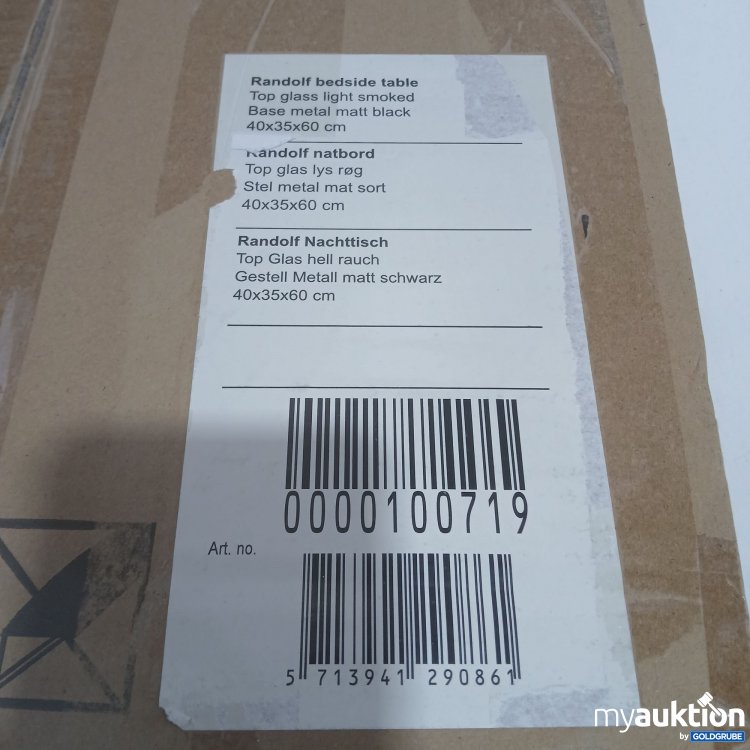 Randolf bedside table
Top glass light smoked
Base metal matt black
40x35x60 cm
Randolf natbord
Top glas lys røg
Stel metal mat sort
40x35x60 cm
Randolf Nachttisch
Top Glas hell rauch
Gestell Metall matt schwarz
40x35x60 cm
0000100719
Art. no.
5 713941 290861
myauktion
by GOLDGRUBE